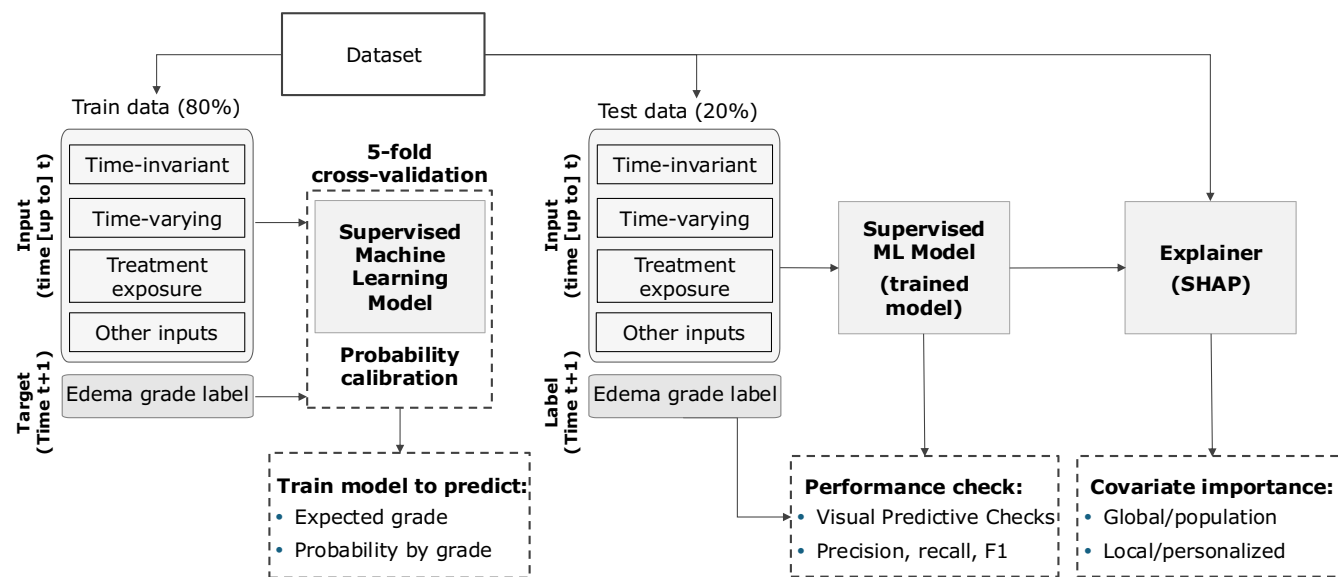 Dataset
Train data (80%)
Input
(time [up to] t)
Time-invariant
Time-varying
Treatment
exposure
Other inputs
Target
(Time t+1)
Edema grade label
5-fold
cross-validation
Supervised
Machine
Learning
Model
Probability
calibration
Train model to predict:
• Expected grade
• Probability by grade
Test data (20%)
Input
(time [up to] t)
Time-invariant
Time-varying
Treatment
exposure
Other inputs
Label
(Time t+1)
Edema grade label
Supervised
ML Model
(trained
model)
Performance check:
• Visual Predictive Checks
• Precision, recall, F1
Explainer
(SHAP)
Covariate importance:
• Global/population
• Local/personalized